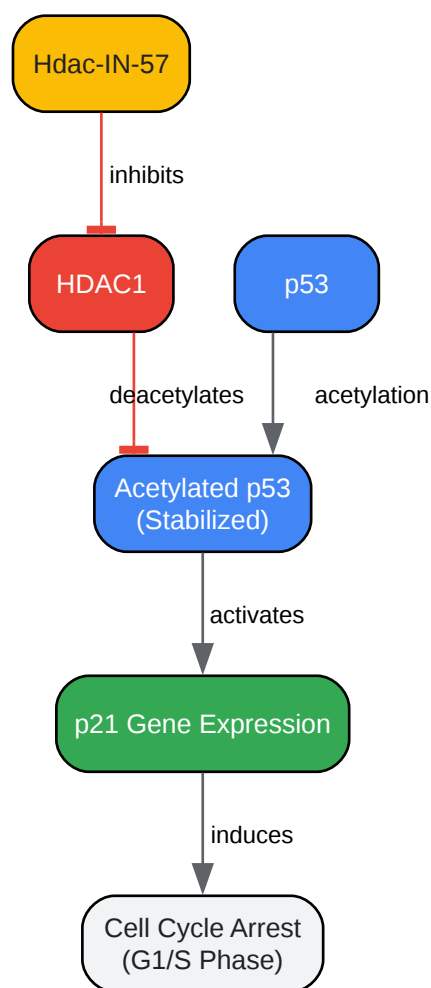 Hdac-IN-57
inhibits
HDAC1
p53
deacetylates
acetylation
Acetylated p53
(Stabilized)
activates
p21 Gene Expression
induces
Cell Cycle Arrest
(G1/S Phase)